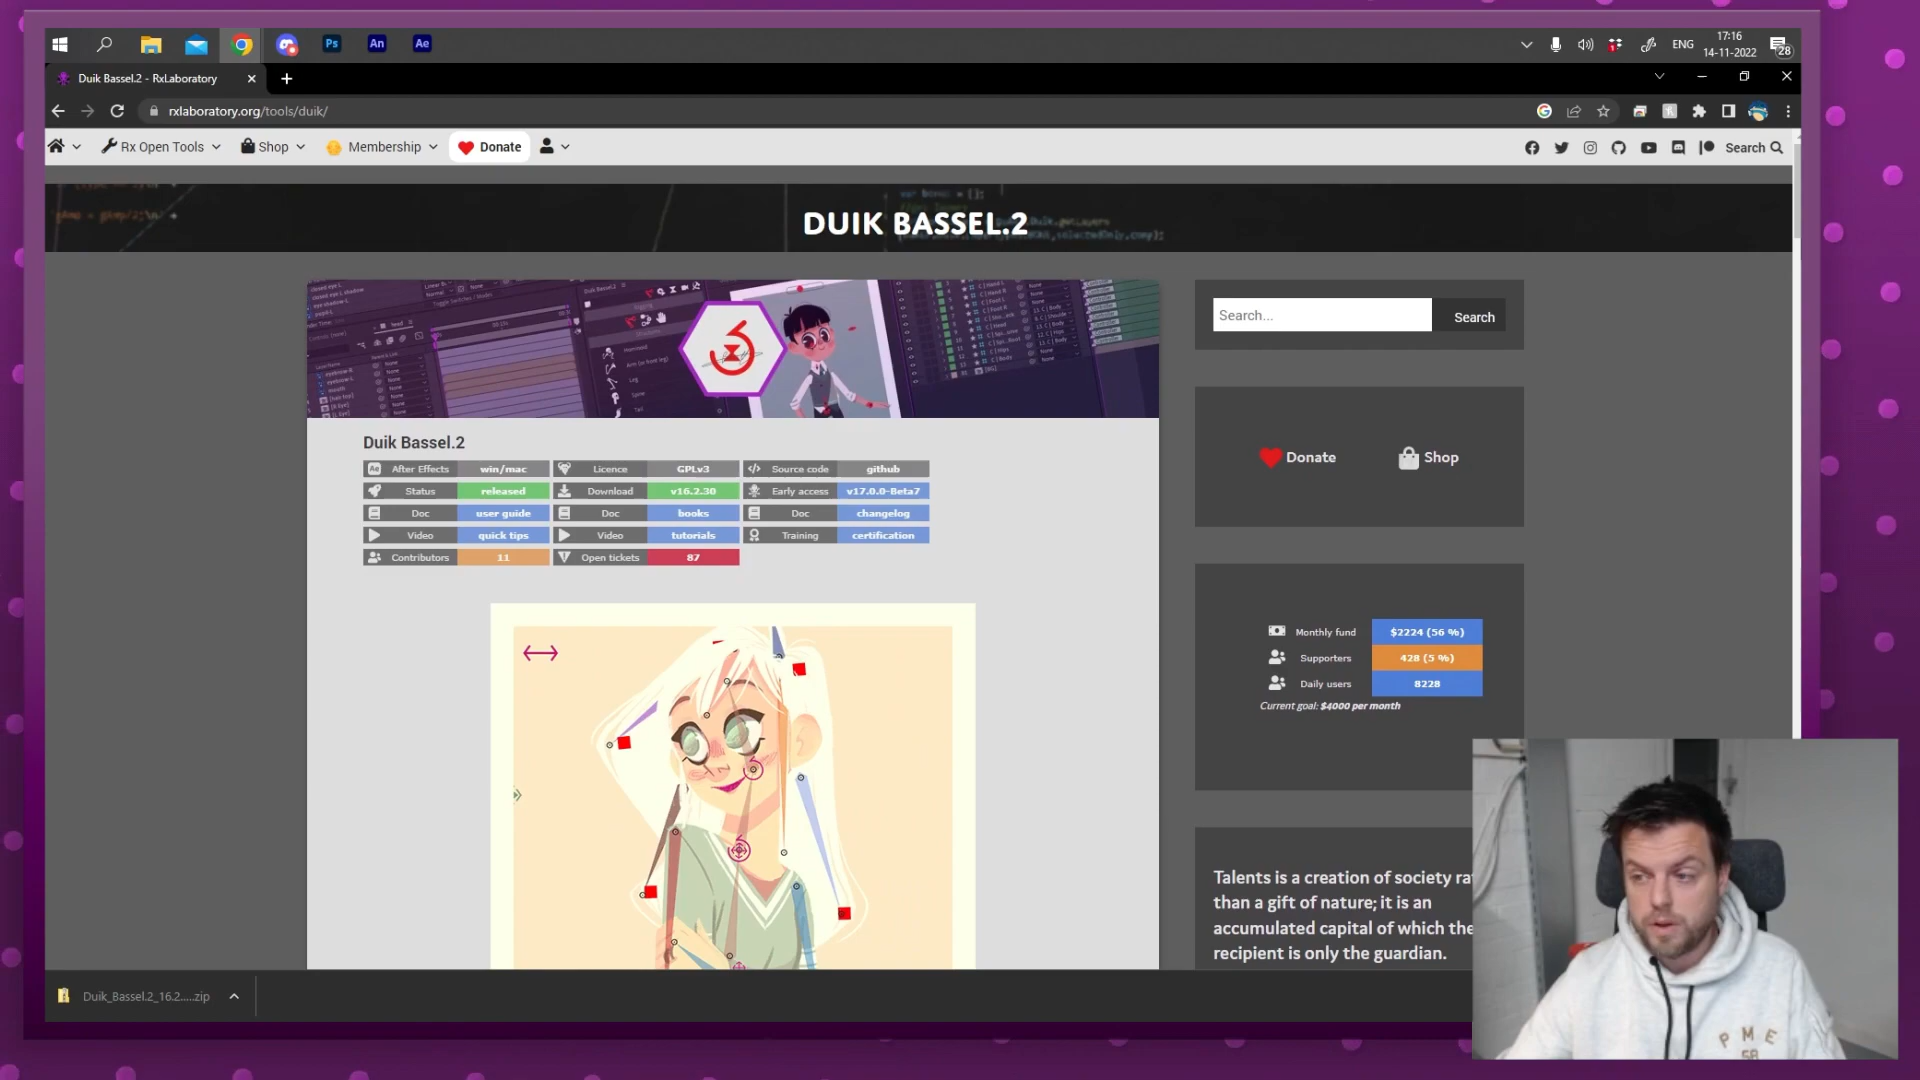 Ps
An
Ae
ENG
17:16
14-11-2022
28
Duik Bassel.2 - RxLaboratory
rxlaboratory.org/tools/duik/
Rx Open Tools
Shop
Membership
Donate
Search
DUIK BASSEL.2
Search...
Search
Donate
Shop
Duik Bassel.2
After Effects win/mac Licence GPLv3 Source code github
Status released Download v16.2.30 Early access v17.0.0-Beta7
Doc user guide Doc books Doc changelog
Video quick tips Video tutorials Training certification
Contributors 11 Open tickets 87
Monthly fund $2224 (56 %)
Supporters 428 (5 %)
Daily users 8228
Current goal: $4000 per month
Talents is a creation of society ra
than a gift of nature; it is an
accumulated capital of which the
recipient is only the guardian.
Duik_Bassel.2_16.2.....zip
P M E
58